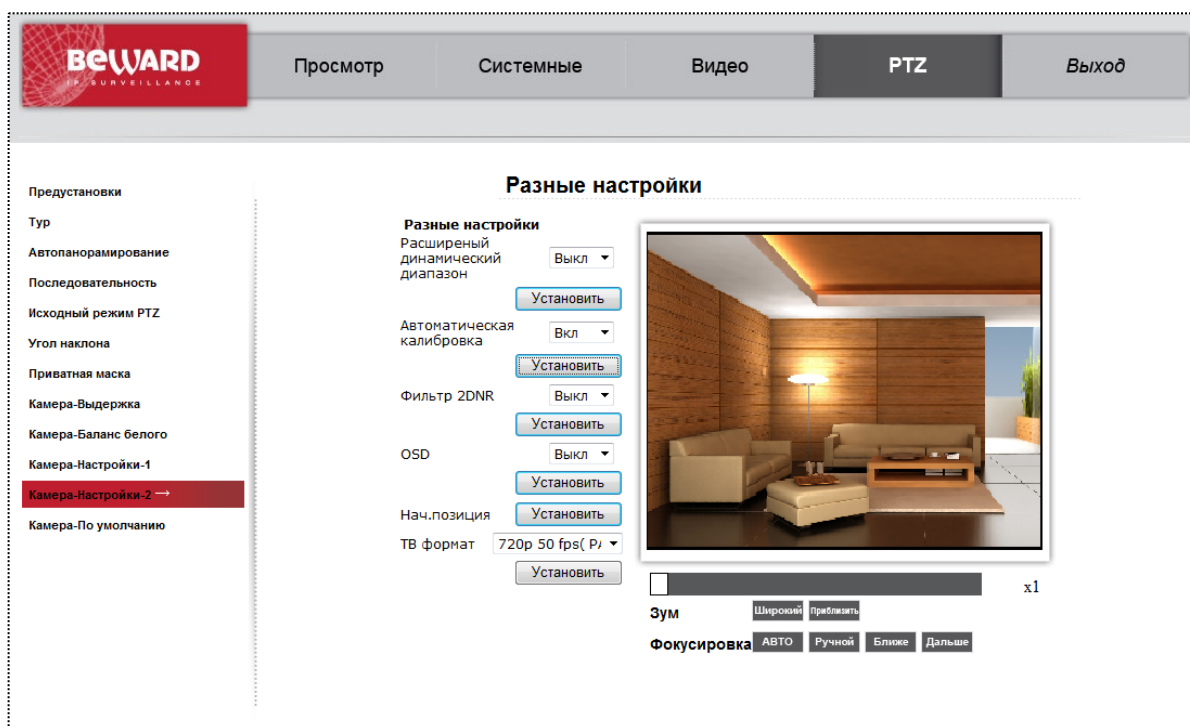 BEWARD
IP SURVEILLANCE
Просмотр
Системные
Видео
PTZ
Выход
Предустановки
Тур
Автопанорамирование
Последовательность
Исходный режим PTZ
Угол наклона
Приватная маска
Камера-Выдержка
Камера-Баланс белого
Камера-Настройки-1
Камера-Настройки-2 →
Камера-По умолчанию
Разные настройки
Разные настройки
Расширеный
динамический
диапазон
Выкл
Установить
Автоматическая
калибровка
Вкл
Установить
Фильтр 2DNR
Выкл
Установить
OSD
Выкл
Установить
Нач.позиция
Установить
ТВ формат
720p 50 fps( PA
Установить
x1
Зум
Широкий
Приблизить
Фокусировка
АВТО
Ручной
Ближе
Дальше